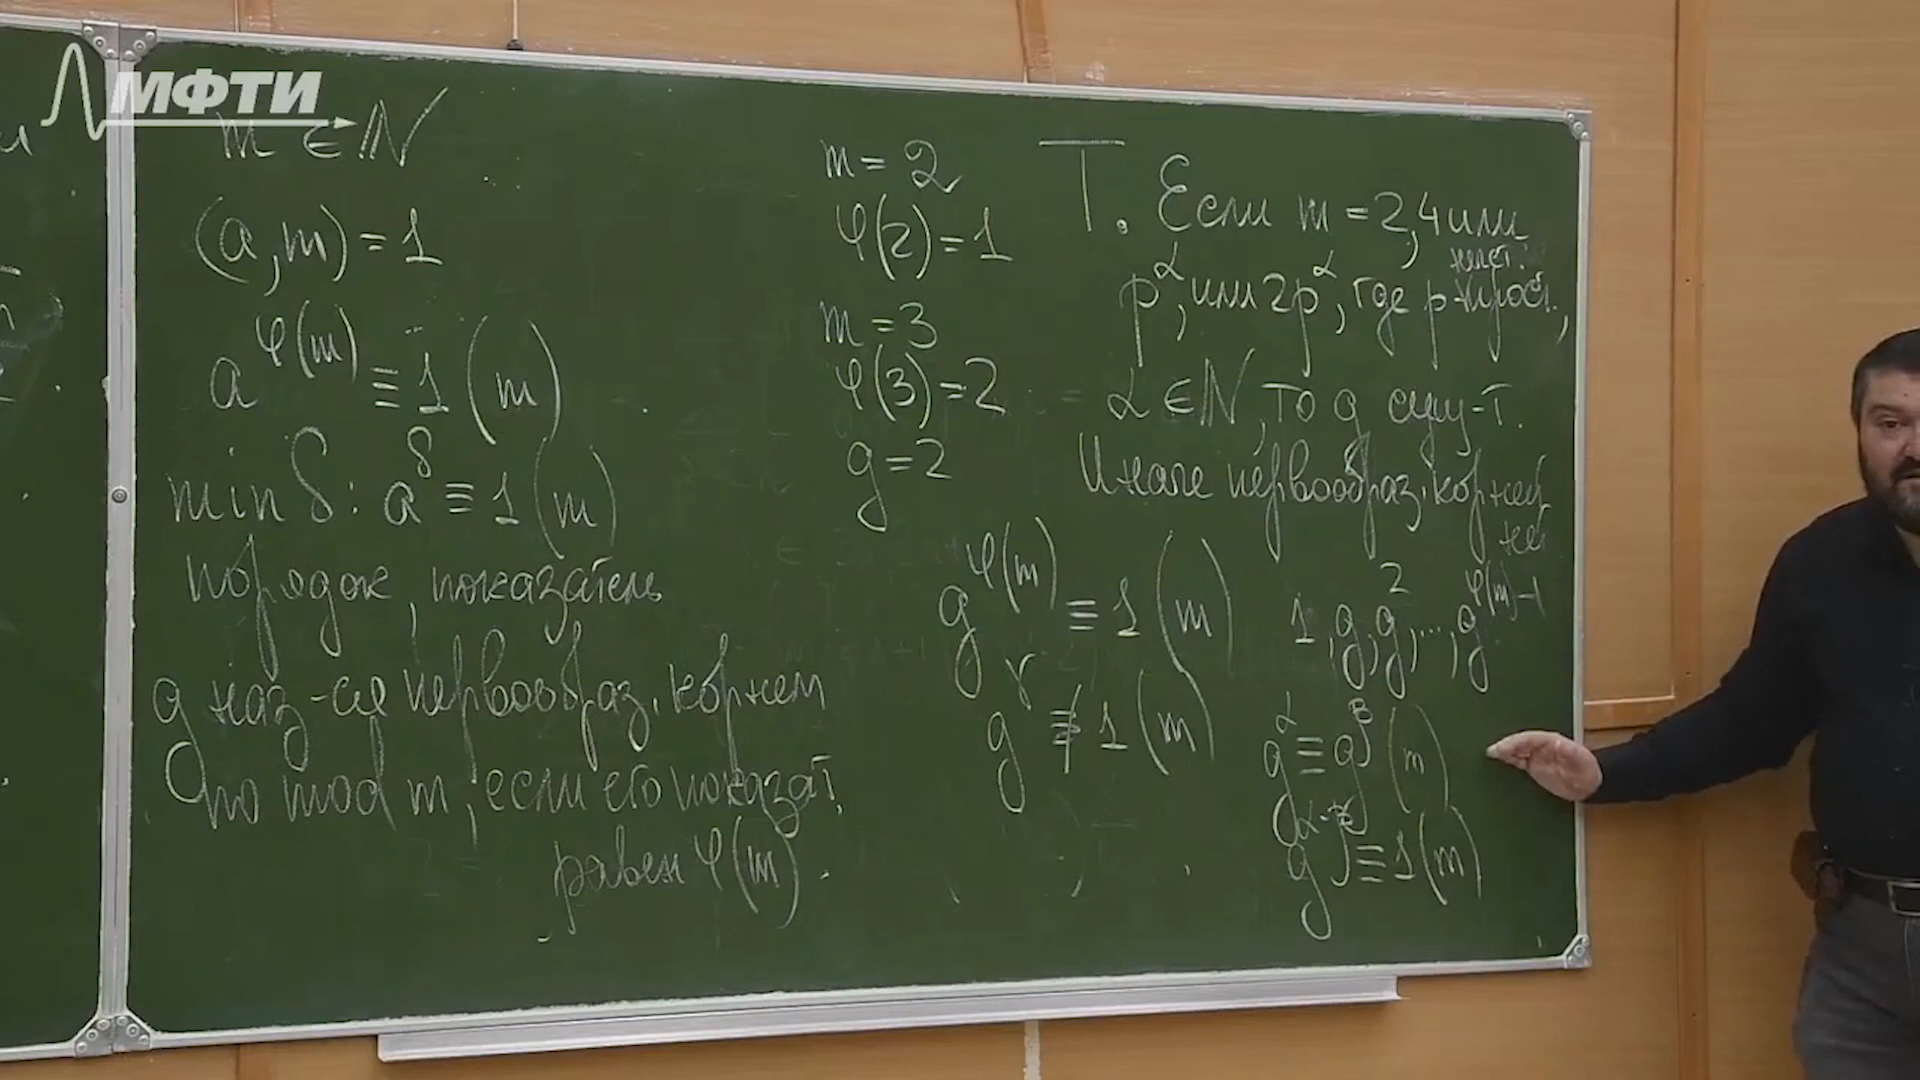 МФТИ
m ∈ N
(a, m) = 1
a^φ(m) ≡ 1 (m)
min δ: a^δ ≡ 1 (m)
порядок, показатель
g наз-ся первообраз. корнем
по mod m, если его показат.
равен φ(m).
m = 2
φ(2) = 1
m = 3
φ(3) = 2
g = 2
g^φ(m) ≡ 1 (m)
g^γ ≢ 1 (m)
Т. Если m = 2, 4 или
p^α, или 2p^α, где p - нечёт. прост.,
α ∈ N, то g сущ-т.
Иначе первообраз. корней
нет
1, g, g^2, ..., g^φ(m)-1
g^α ≡ g^β (m)
≡ 1 (m)